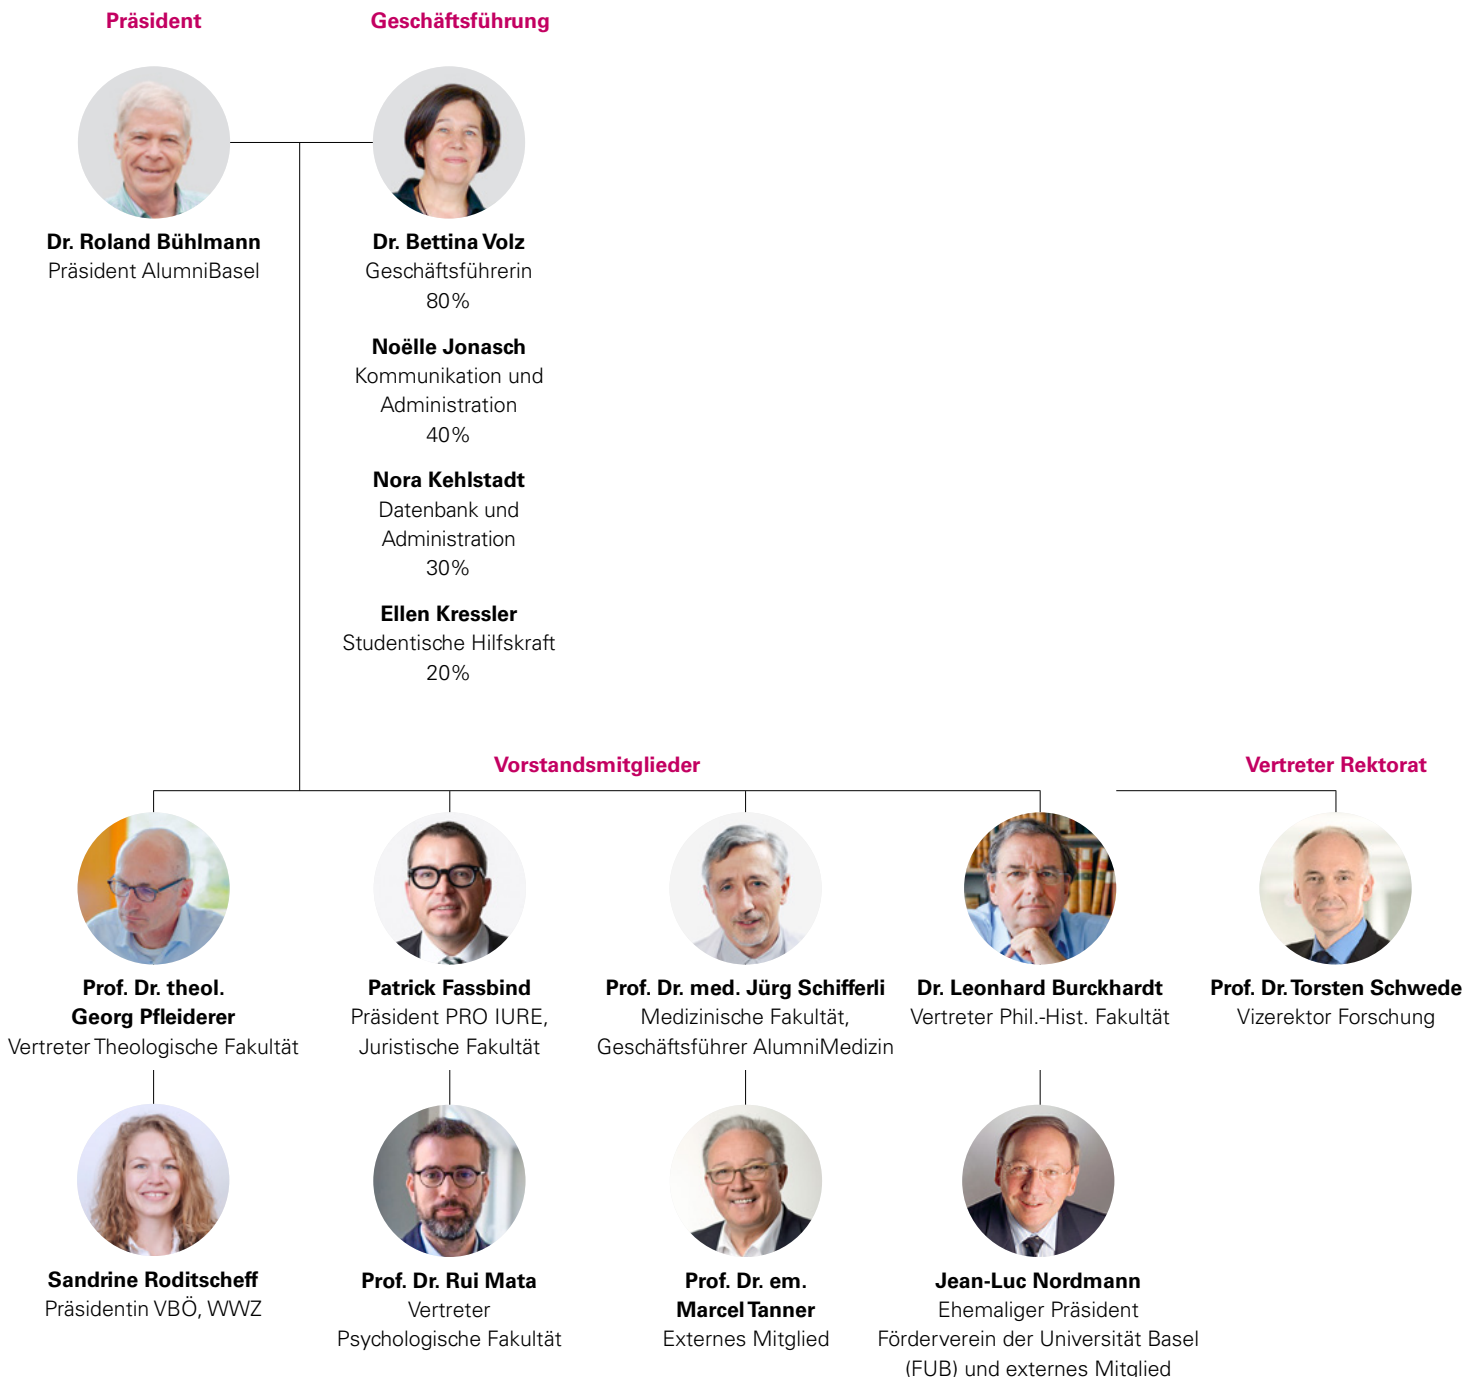 Präsident
Geschäftsführung
Dr. Roland Bühlmann
Präsident AlumniBasel
Dr. Bettina Volz
Geschäftsführerin
80%
Noëlle Jonasch
Kommunikation und
Administration
40%
Nora Kehlstadt
Datenbank und
Administration
30%
Ellen Kressler
Studentische Hilfskraft
20%
Vorstandsmitglieder
Vertreter Rektorat
Prof. Dr. theol.
Georg Pfleiderer
Vertreter Theologische Fakultät
Patrick Fassbind
Präsident PRO IURE,
Juristische Fakultät
Prof. Dr. med. Jürg Schifferli
Medizinische Fakultät,
Geschäftsführer AlumniMedizin
Dr. Leonhard Burckhardt
Vertreter Phil.-Hist. Fakultät
Prof. Dr. Torsten Schwede
Vizerektor Forschung
Sandrine Roditscheff
Präsidentin VBÖ, WWZ
Prof. Dr. Rui Mata
Vertreter
Psychologische Fakultät
Prof. Dr. em.
Marcel Tanner
Externes Mitglied
Jean-Luc Nordmann
Ehemaliger Präsident
Förderverein der Universität Basel
(FUB) und externes Mitglied